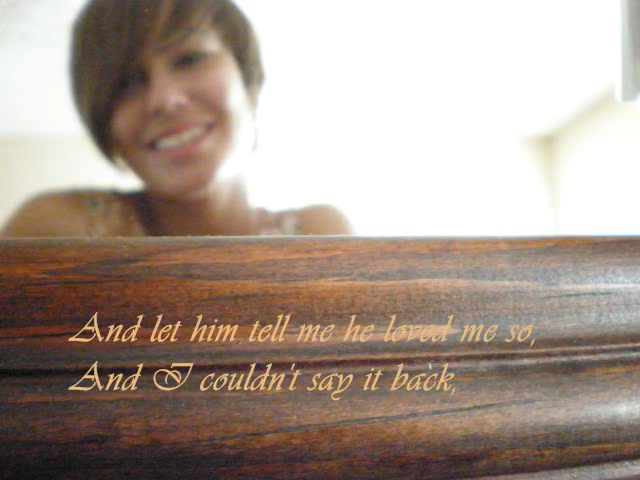 And let him tell me he loved me so,
And I couldn't say it back,